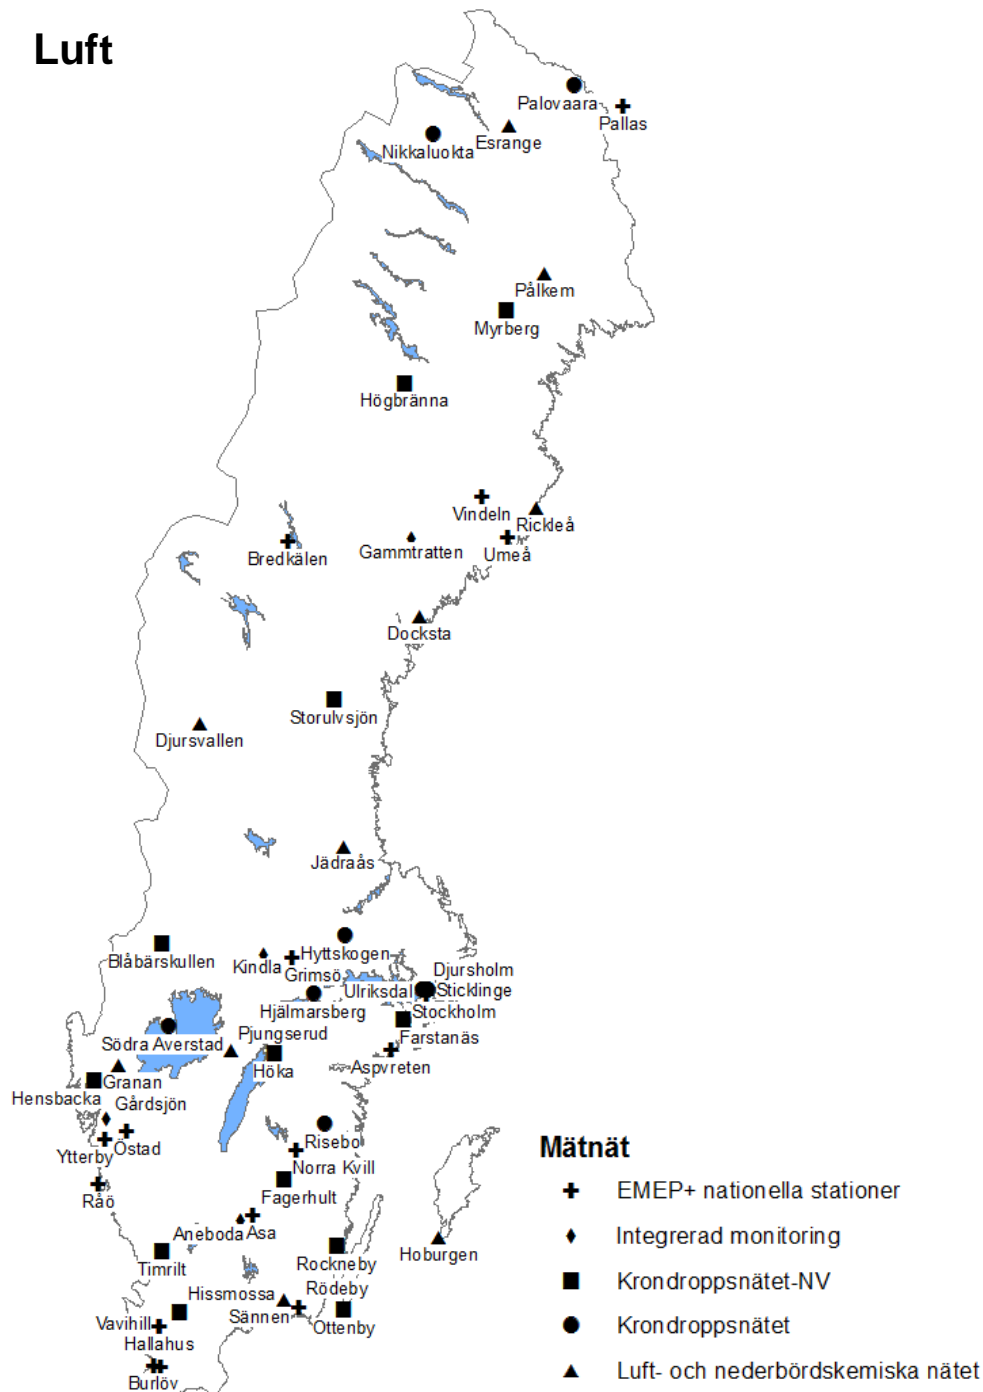 Luft
Palovaara
Pallas
Esrange
Nikkaluokta
Pålkem
Myrberg
Högbränna
Vindeln
Rickleå
Umeå
Gammtratten
Bredkälen
Docksta
Storulvsjön
Djursvallen
Jädraås
Hyttskogen
Blåbärskullen
Kindla
Grimsö
Djursholm
Ulriksdal
Sticklinge
Hjälmarsberg
Stockholm
Farstanäs
Pjungserud
Södra Averstad
Aspvreten
Höka
Granan
Hensbacka
Gårdsjön
Östad
Ytterby
Risebo
Norra Kvill
Råö
Fagerhult
Aneboda
Asa
Hoburgen
Rockneby
Timrilt
Rödeby
Hissmossa
Sännen
Ottenby
Vavihill
Hallahus
Burlöv
Mätnät
EMEP+ nationella stationer
Integrerad monitoring
Krondroppsnätet-NV
Krondroppsnätet
Luft- och nederbördskemiska nätet